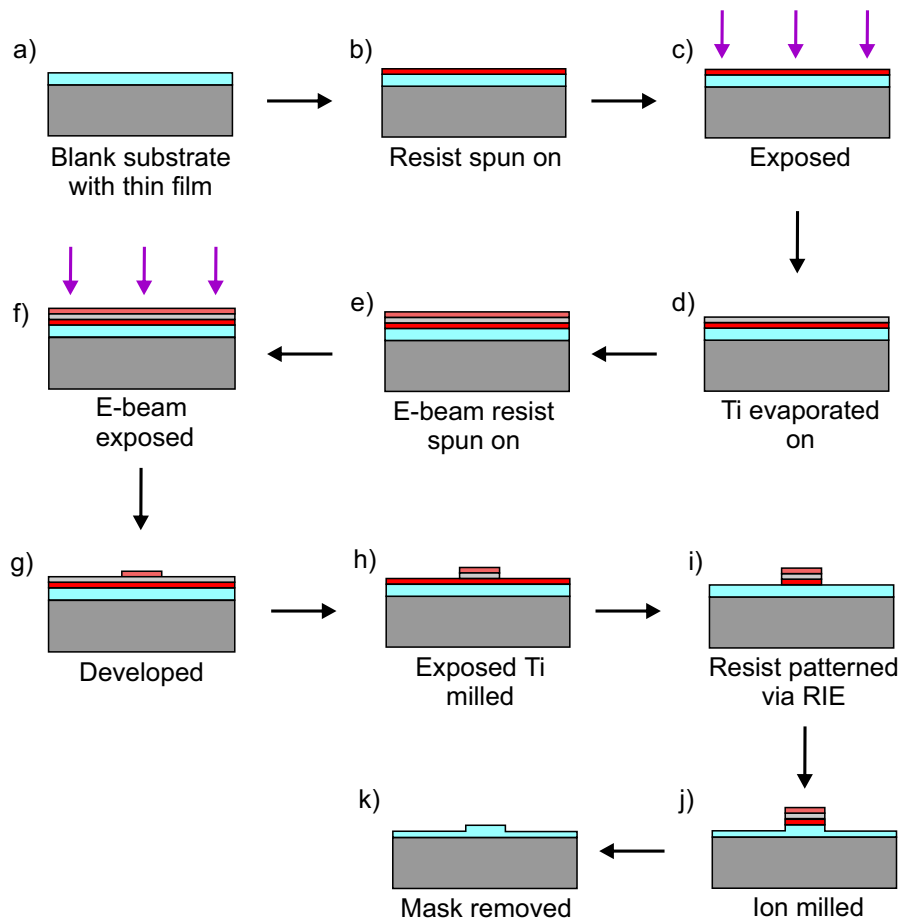 a)
Blank substrate
with thin film
b)
Resist spun on
c)
Exposed
d)
Ti evaporated
on
e)
E-beam resist
spun on
f)
E-beam
exposed
g)
Developed
h)
Exposed Ti
milled
i)
Resist patterned
via RIE
j)
Ion milled
k)
Mask removed